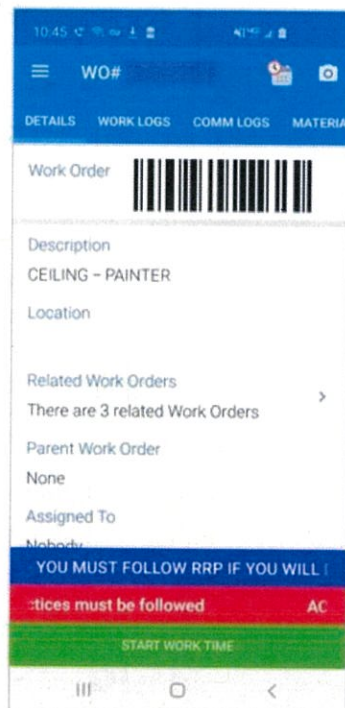 10:45
WO#
DETAILS WORK LOGS COMM LOGS MATERIA
Work Order
Description
CEILING – PAINTER
Location
Related Work Orders
There are 3 related Work Orders
Parent Work Order
None
Assigned To
Nobody
YOU MUST FOLLOW RRP IF YOU WILL
tices must be followed AC
START WORK TIME